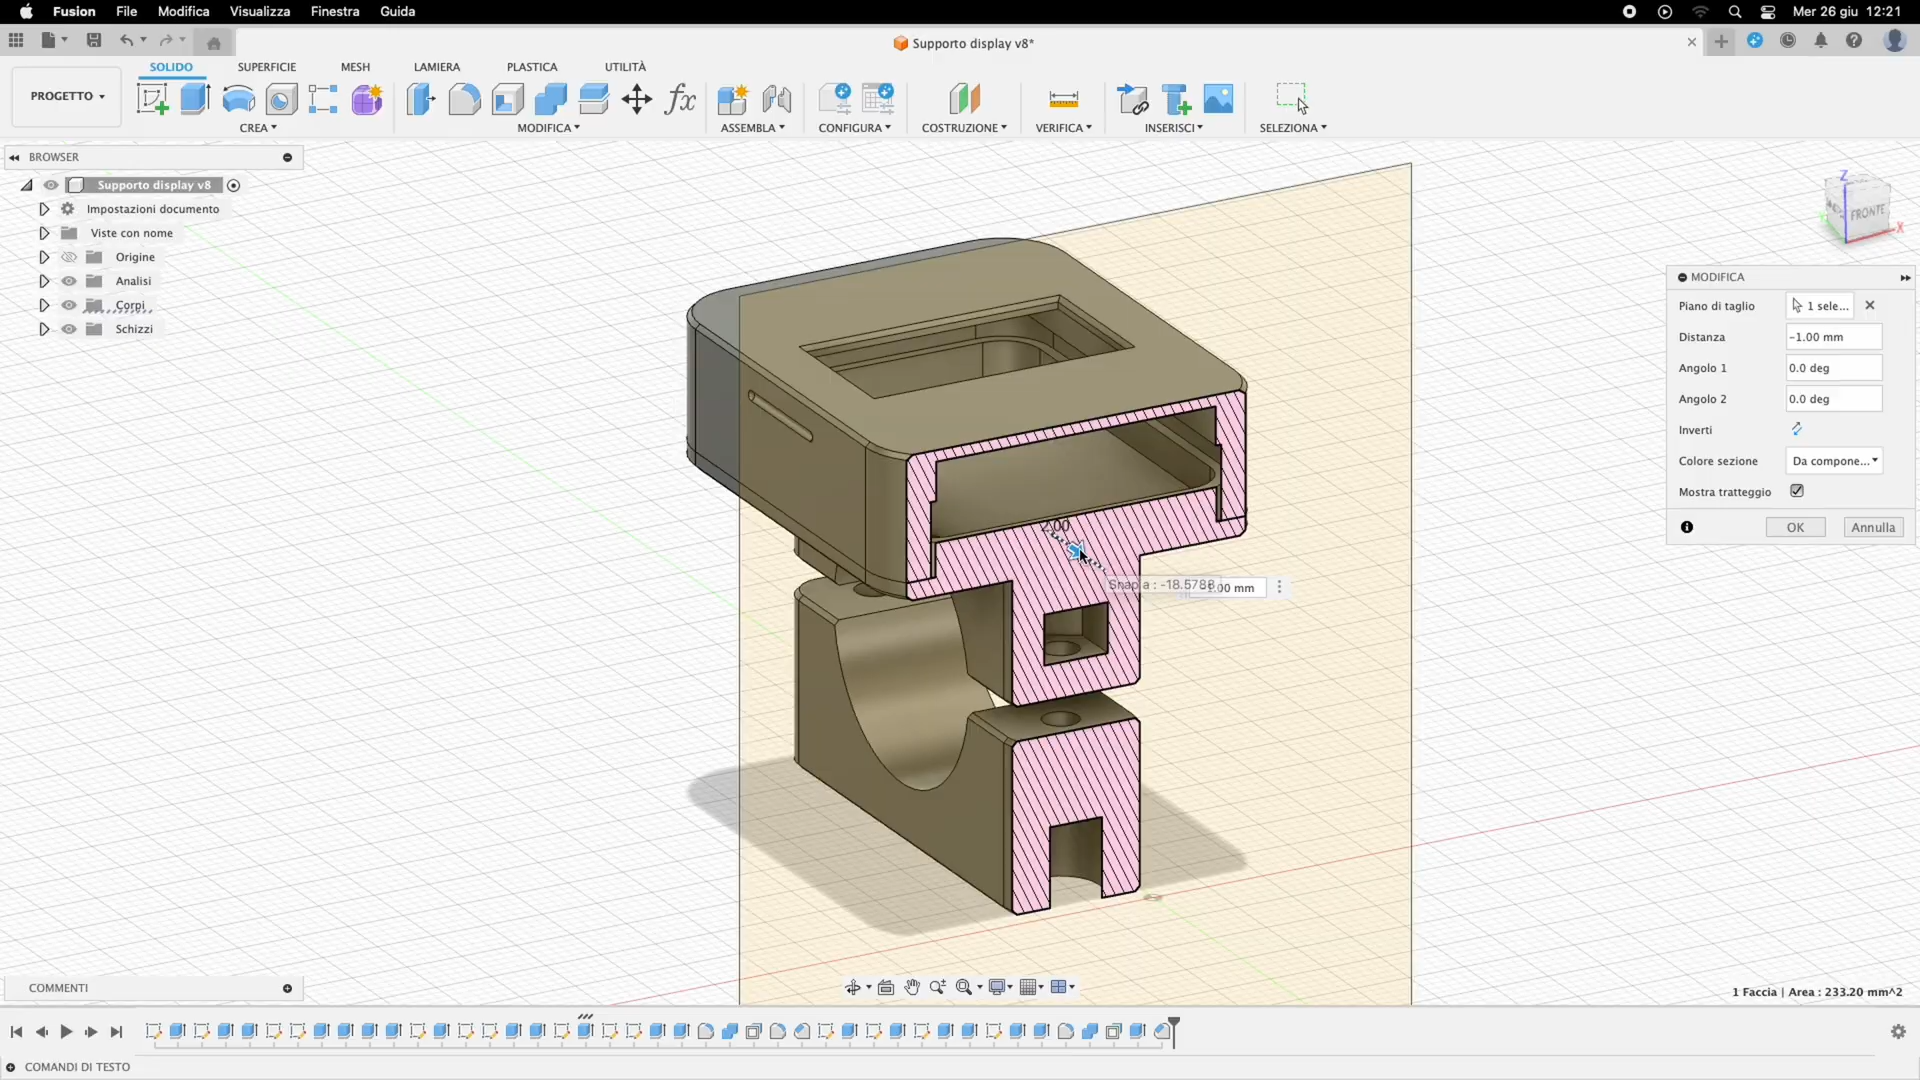 Fusion File Modifica Visualizza Finestra Guida Mer 26 giu 12:21
Supporto display v8*
SOLIDO SUPERFICIE MESH LAMIERA PLASTICA UTILITÀ
PROGETTO
CREA MODIFICA ASSEMBLA CONFIGURA COSTRUZIONE VERIFICA INSERISCI SELEZIONA
BROWSER
Supporto display v8
Impostazioni documento
Viste con nome
Origine
Analisi
Corpi
Schizzi
Z
FRONTE
X
MODIFICA
Piano di taglio 1 sele...
Distanza -1.00 mm
Angolo 1 0.0 deg
Angolo 2 0.0 deg
Inverti
Colore sezione Da compone...
Mostra tratteggio
OK Annulla
2.00
Snap a : -18.5788
.00 mm
COMMENTI
1 Faccia | Area : 233.20 mm^2
COMANDI DI TESTO